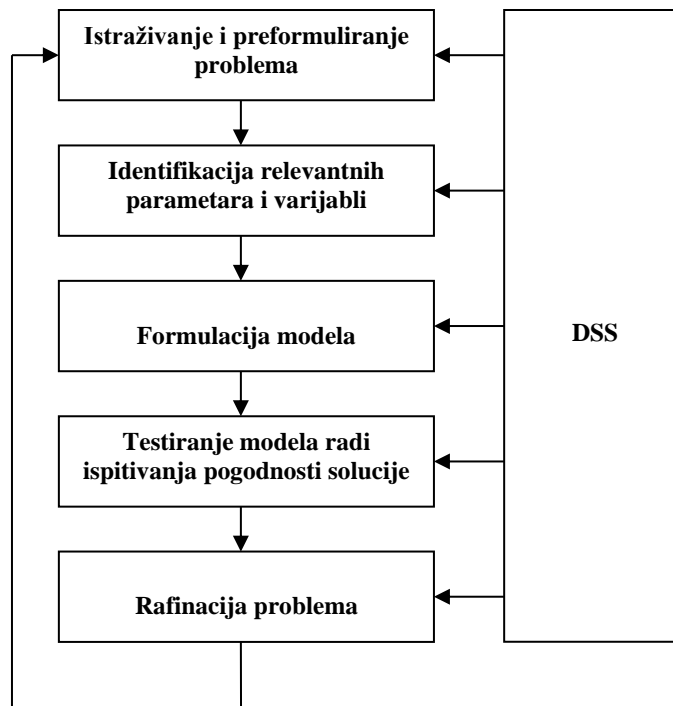 Istraživanje i preformuliranje
problema
Identifikacija relevantnih
parametara i varijabli
Formulacija modela
DSS
Testiranje modela radi
ispitivanja pogodnosti solucije
Rafinacija problema